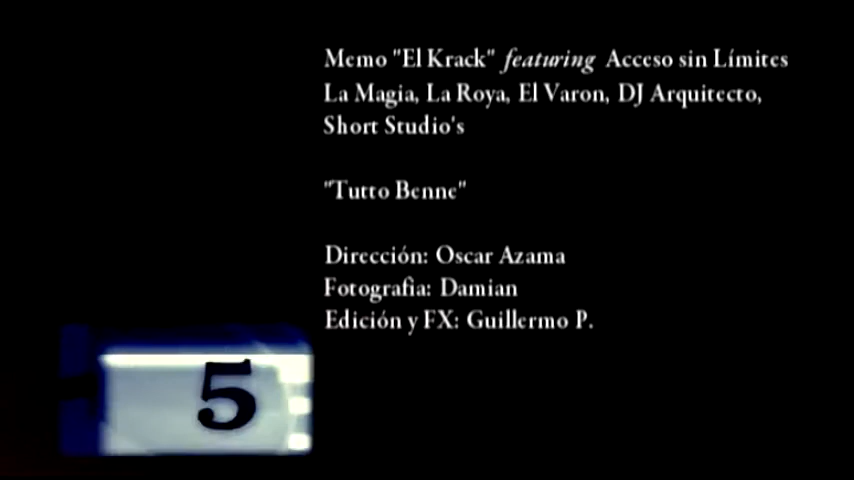 Memo "El Krack" featuring Acceso sin Límites
La Magia, La Roya, El Varon, DJ Arquitecto,
Short Studio's
"Tutto Benne"
Dirección: Oscar Azama
Fotografia: Damian
Edición y FX: Guillermo P.
5